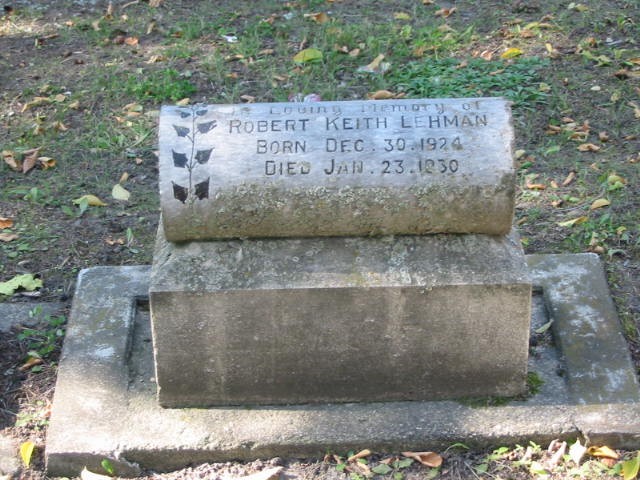 In Loving Memory of
ROBERT KEITH LEHMAN
BORN DEC. 30. 1924
DIED JAN. 23. 1930